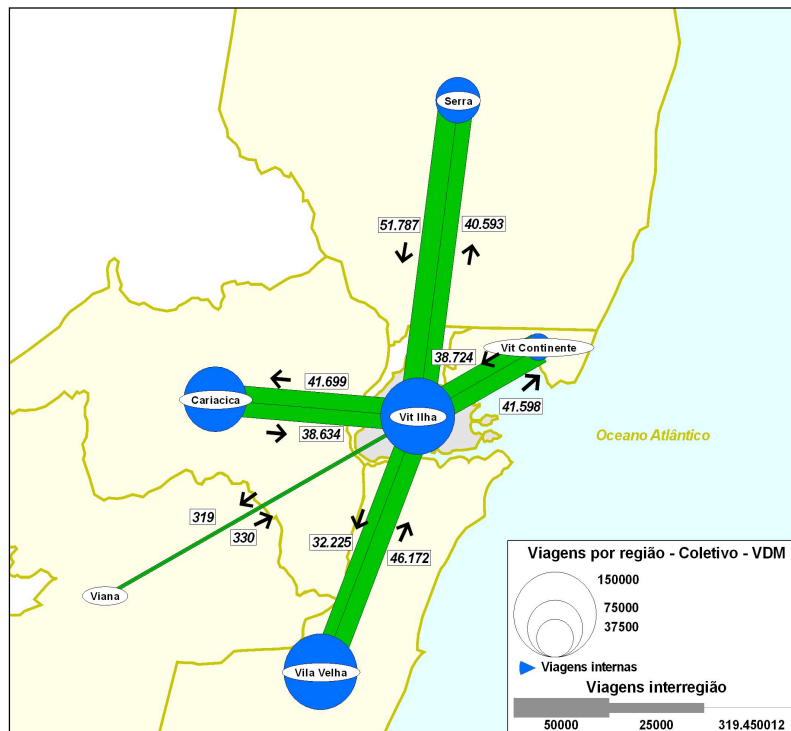 Serra
51.787
40.593
Vit Continente
38.724
41.699
Cariacica
41.598
Vit Ilha
38.634
Oceano Atlântico
319
330
32.225
46.172
Viana
Vila Velha
Viagens por região - Coletivo - VDM
150000
75000
37500
Viagens internas
Viagens interregião
50000 25000 319.450012